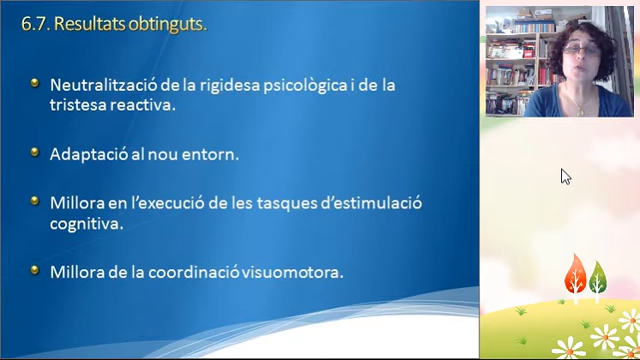 6.7. Resultats obtinguts.
Neutralització de la rigidesa psicològica i de la
tristesa reactiva.
Adaptació al nou entorn.
Millora en l'execució de les tasques d'estimulació
cognitiva.
Millora de la coordinació visuomotora.